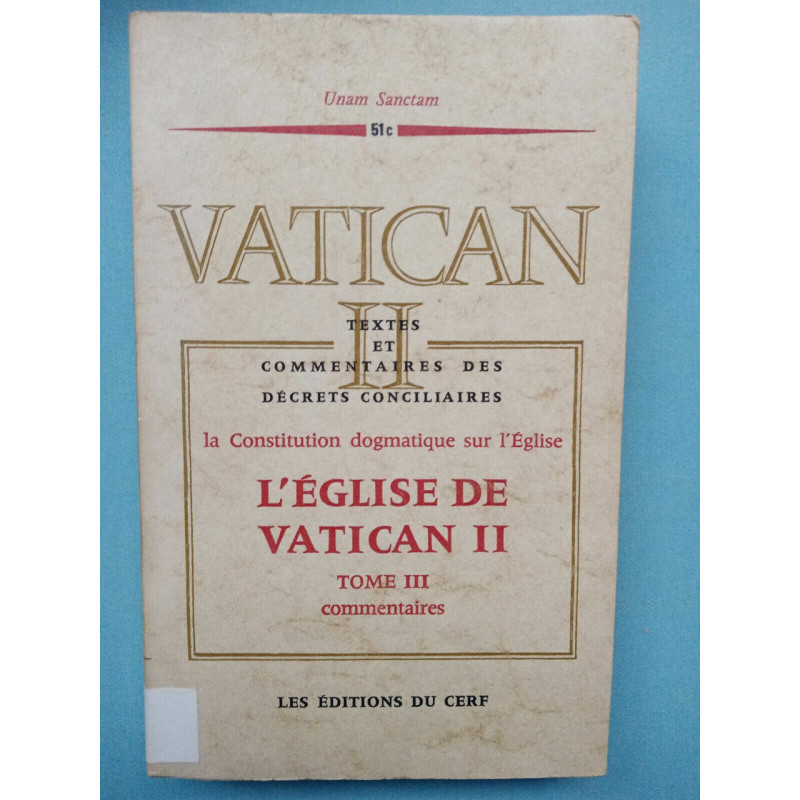 Unam Sanctam
51c
VATICAN
II
TEXTES
ET
COMMENTAIRES DES
DÉCRETS CONCILIAIRES
la Constitution dogmatique sur l'Église
L'ÉGLISE DE
VATICAN II
TOME III
commentaires
LES ÉDITIONS DU CERF